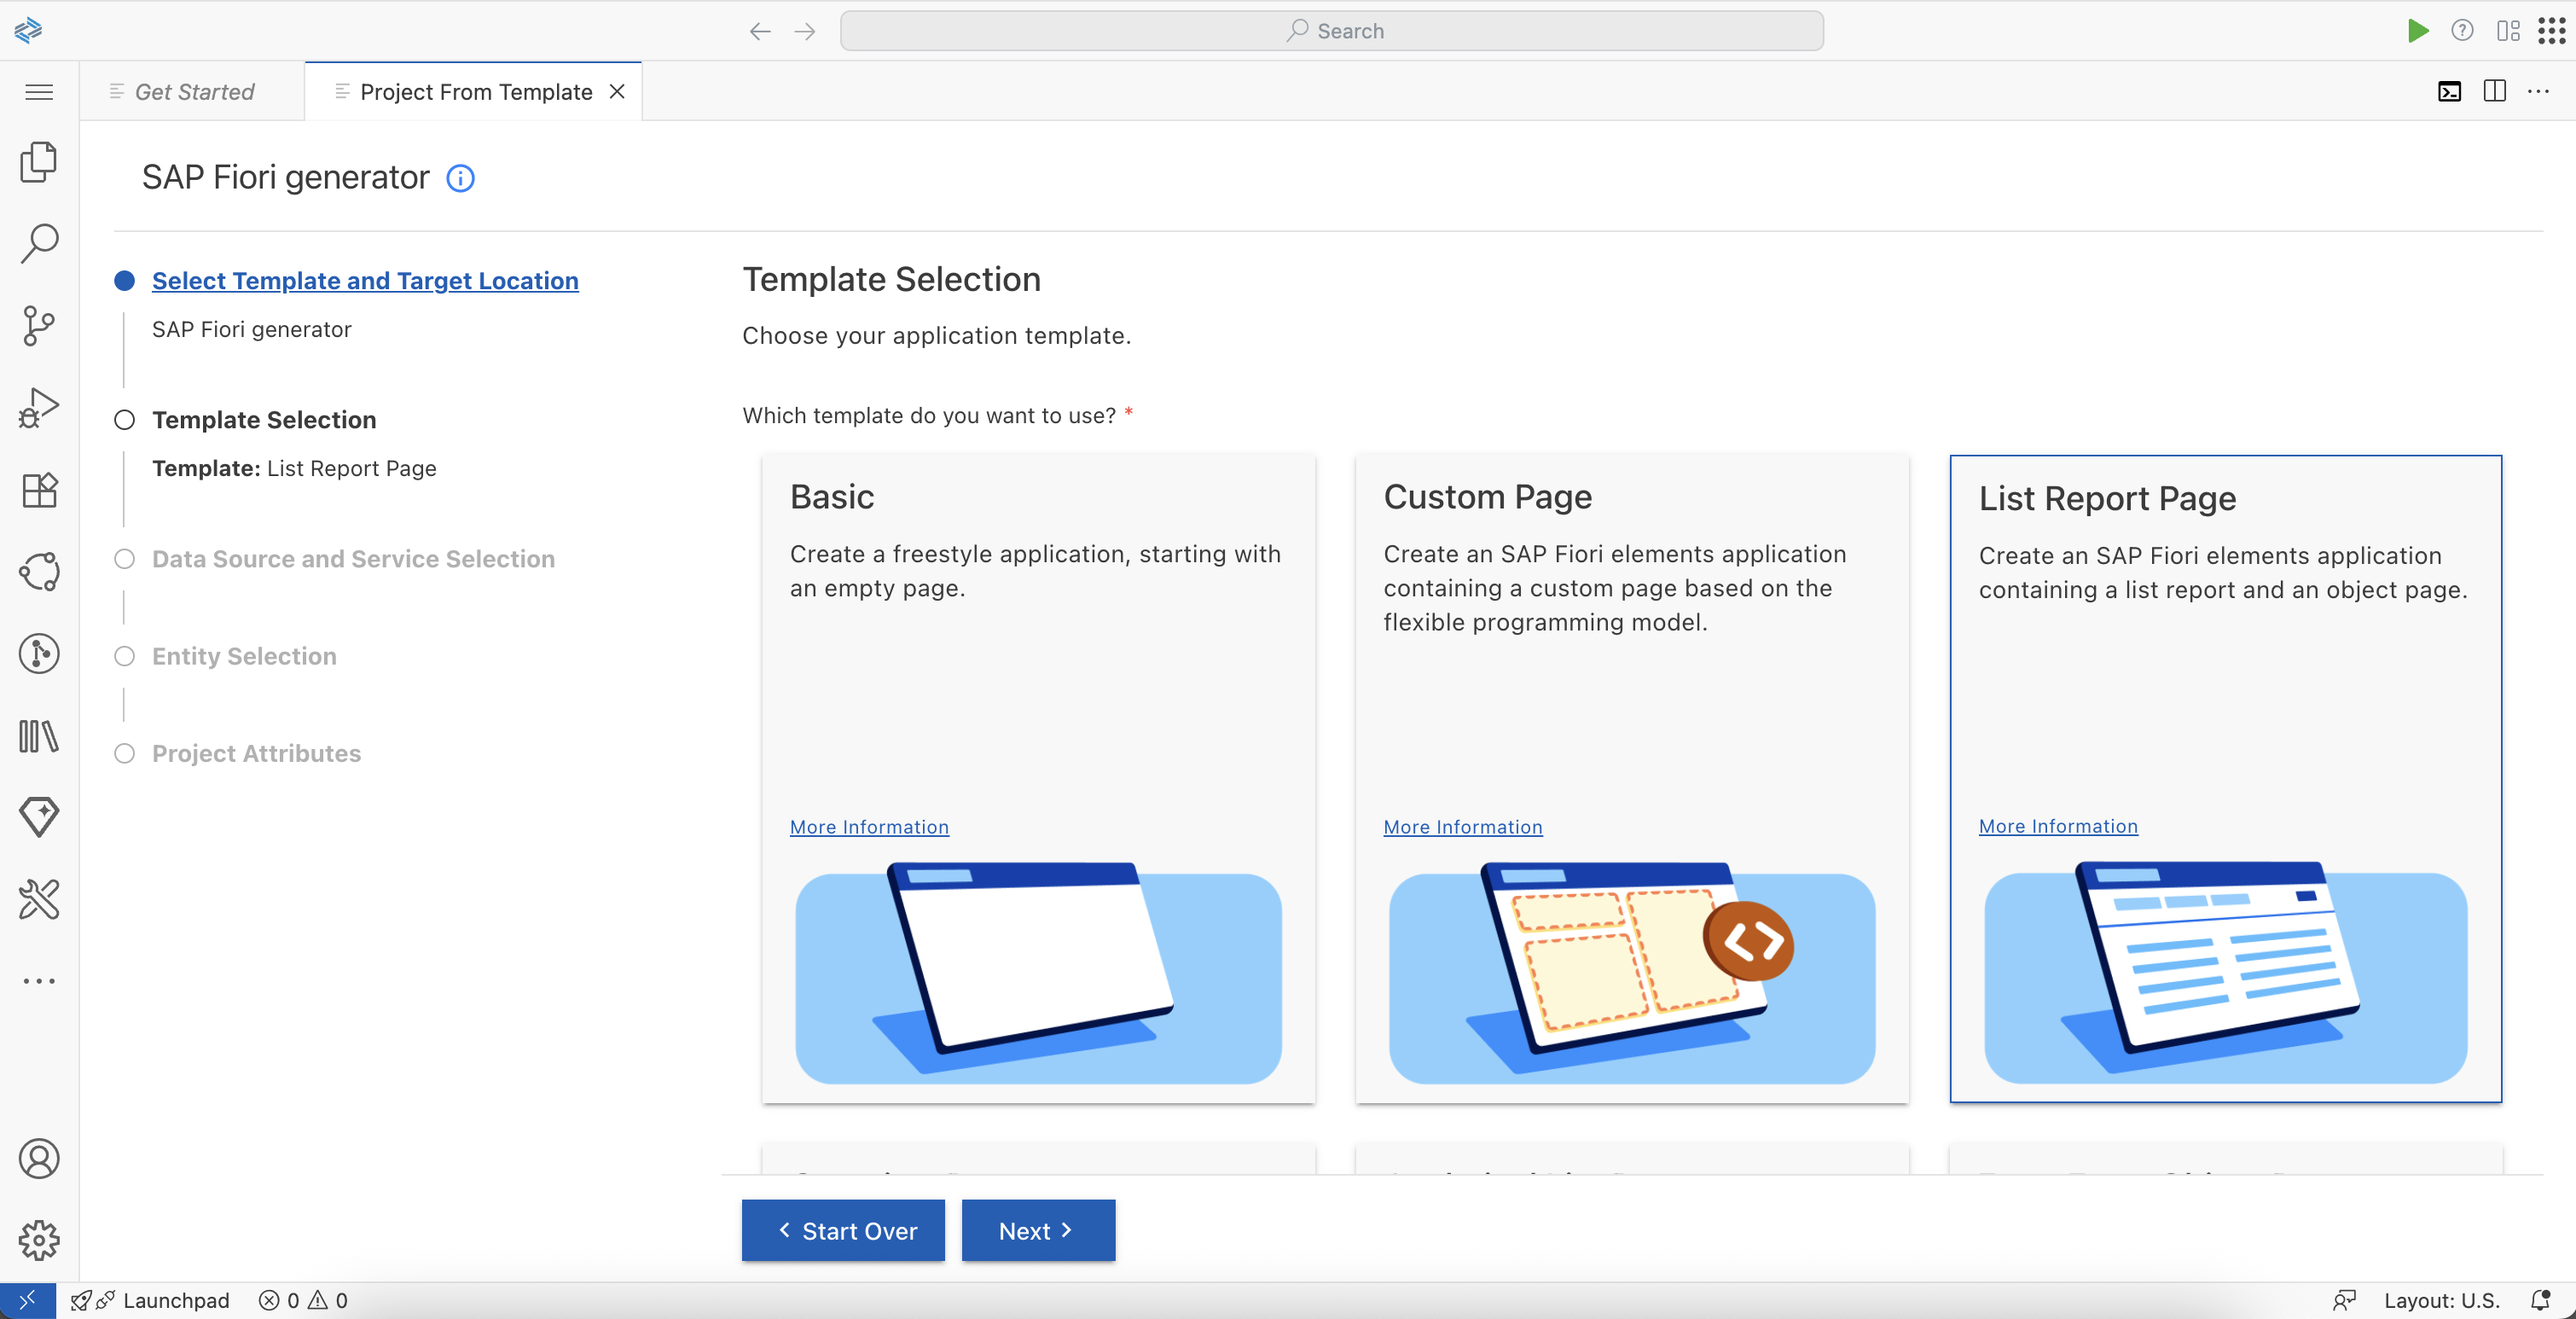 Search
Get Started
Project From Template
SAP Fiori generator
Select Template and Target Location
SAP Fiori generator
Template Selection
Template: List Report Page
Data Source and Service Selection
Entity Selection
Project Attributes
Template Selection
Choose your application template.
Which template do you want to use? *
Basic
Create a freestyle application, starting with
an empty page.
More Information
Custom Page
Create an SAP Fiori elements application
containing a custom page based on the
flexible programming model.
More Information
List Report Page
Create an SAP Fiori elements application
containing a list report and an object page.
More Information
Start Over
Next
Launchpad
0
0
Layout: U.S.